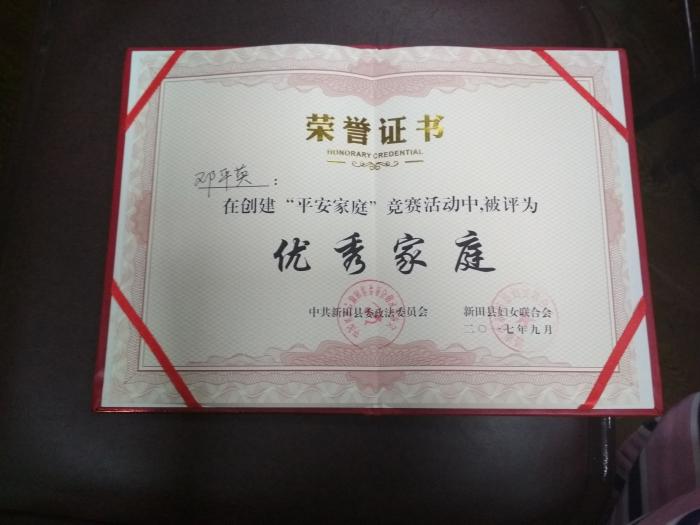 荣誉证书
HONORARY CREDENTIAL
邓平英：
在创建“平安家庭”竞赛活动中，被评为
优秀家庭
中共新田县委政法委员会 新田县妇女联合会
二〇一七年九月